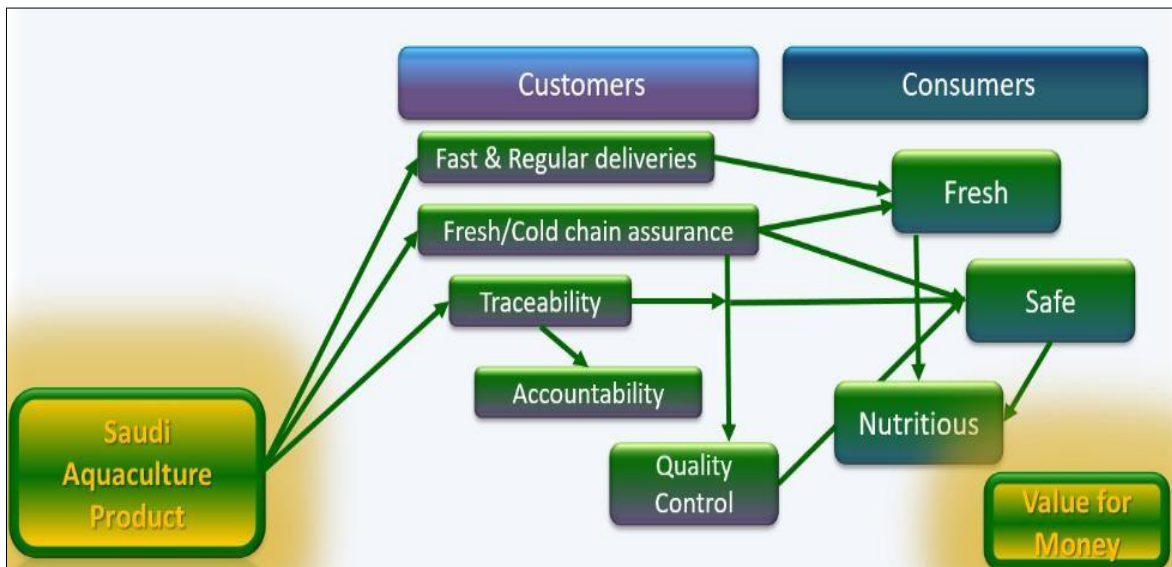 Customers
Consumers
Fast & Regular deliveries
Fresh
Fresh/Cold chain assurance
Safe
Traceability
Accountability
Nutritious
Saudi
Aquaculture
Product
Quality
Control
Value for
Money